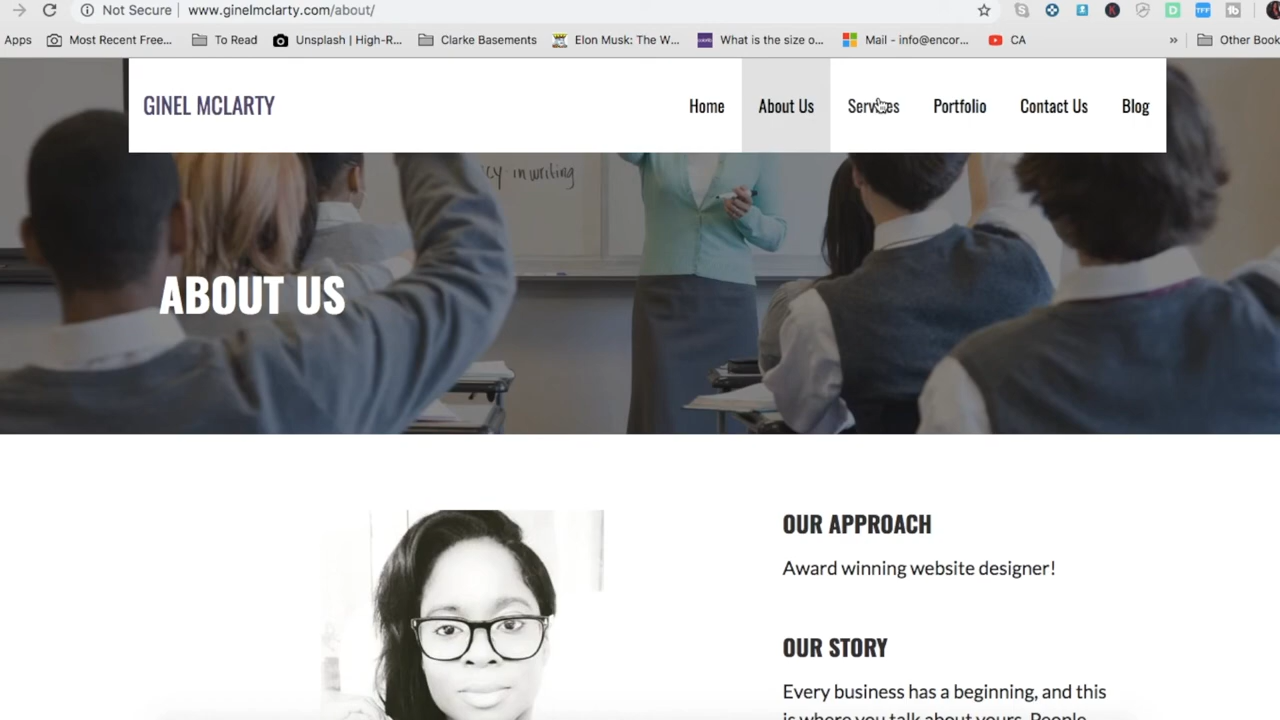 Not Secure www.ginelmclarty.com/about/
Apps Most Recent Free... To Read Unsplash | High-R... Clarke Basements Elon Musk: The W... What is the size o... Mail - info@encor... CA » Other Book
GINEL MCLARTY Home About Us Services Portfolio Contact Us Blog
cy in writing
ABOUT US
OUR APPROACH
Award winning website designer!
OUR STORY
Every business has a beginning, and this
is where you talk about yours. People